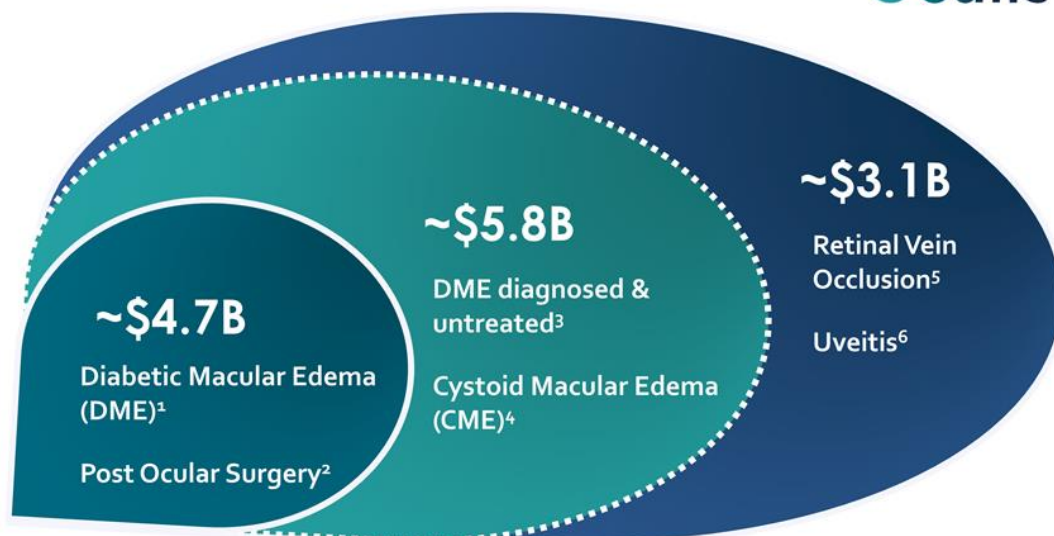 ~$3.1B
Retinal Vein
Occlusion⁵
Uveitis⁶
~$5.8B
DME diagnosed &
untreated³
Cystoid Macular Edema
(CME)⁴
~$4.7B
Diabetic Macular Edema
(DME)¹
Post Ocular Surgery²